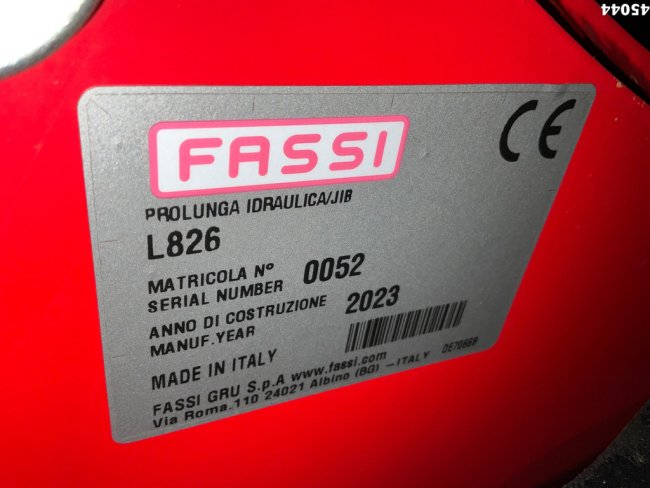 45044
FASSI
CE
PROLUNGA IDRAULICA/JIB
L826
MATRICOLA Nº
SERIAL NUMBER 0052
ANNO DI COSTRUZIONE
MANUF.YEAR 2023
MADE IN ITALY
FASSI GRU S.p.A www.fassi.com
Via Roma.110 24021 Albino (BG) -ITALY